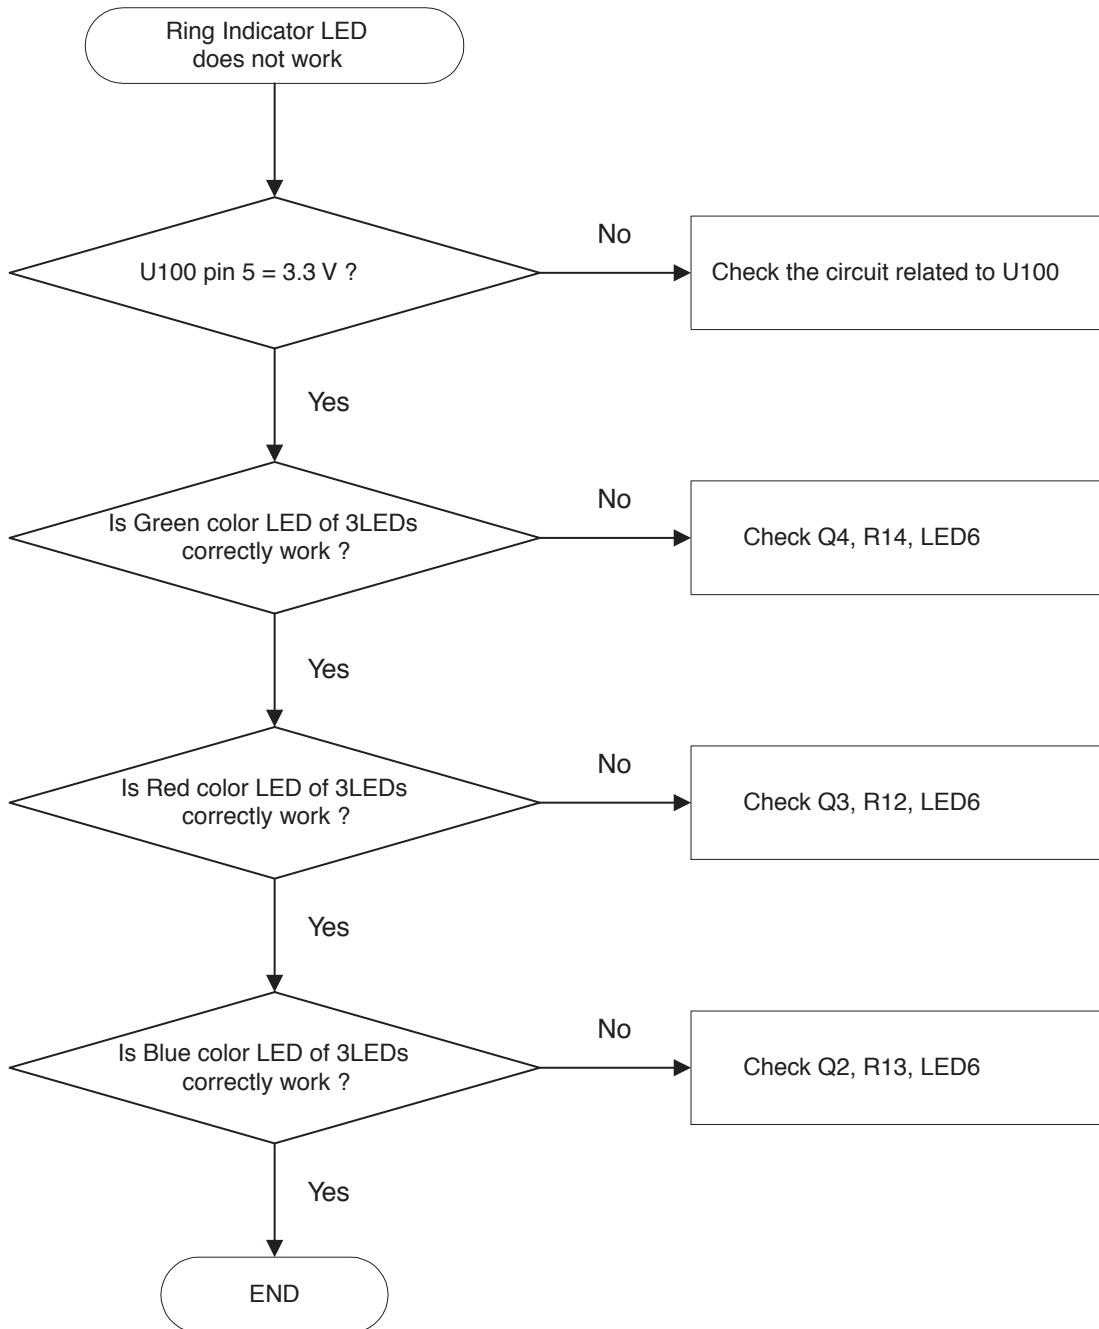 Ring Indicator LED
does not work
U100 pin 5 = 3.3 V ?
No
Check the circuit related to U100
Yes
Is Green color LED of 3LEDs
correctly work ?
No
Check Q4, R14, LED6
Yes
Is Red color LED of 3LEDs
correctly work ?
No
Check Q3, R12, LED6
Yes
Is Blue color LED of 3LEDs
correctly work ?
No
Check Q2, R13, LED6
Yes
END